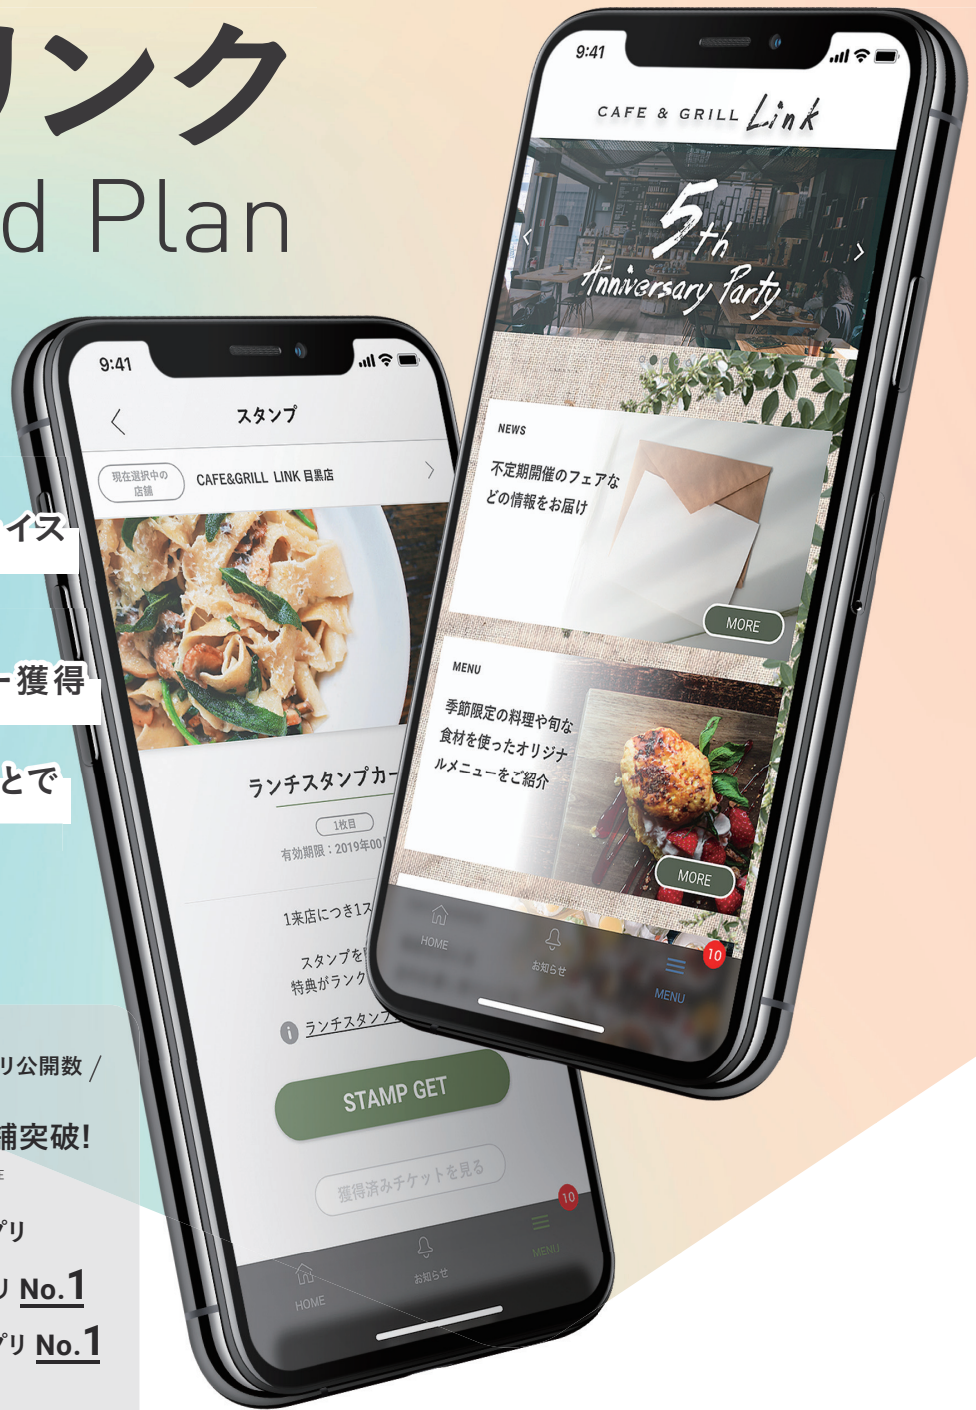 リンク
d Plan
イス
ー獲得
とで
リ公開数 /
舗突破!
プリ
リ No.1
プリ No.1
9:41
スタンプ
現在選択中の
店舗
CAFE&GRILL LINK 目黒店
ランチスタンプカー
1枚目
有効期限：2019年00
1来店につき1ス
スタンプを
特典がランク
ランチスタンプ
STAMP GET
獲得済みチケットを見る
10
HOME
お知らせ
MENU
9:41
CAFE & GRILL Link
5th
Anniversary Party
NEWS
不定期開催のフェアな
どの情報をお届け
MORE
MENU
季節限定の料理や旬な
食材を使ったオリジナ
ルメニューをご紹介
MORE
10
HOME
お知らせ
MENU